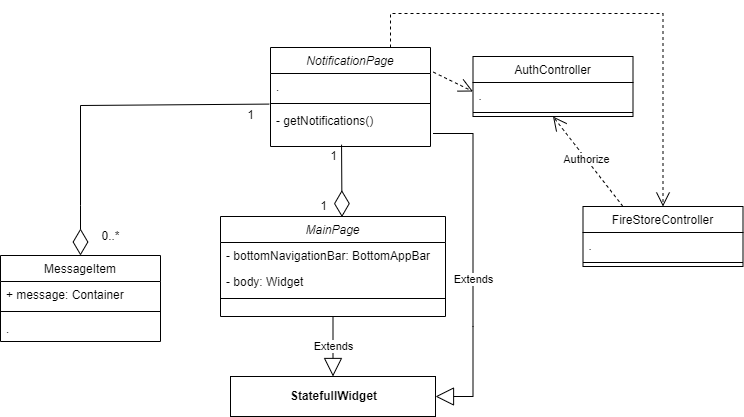 NotificationPage
.
- getNotifications()
AuthController
.
1
1
Authorize
1
MainPage
- bottomNavigationBar: BottomAppBar
- body: Widget
FireStoreController
.
0..*
MessageItem
+ message: Container
.
Extends
Extends
StatefullWidget